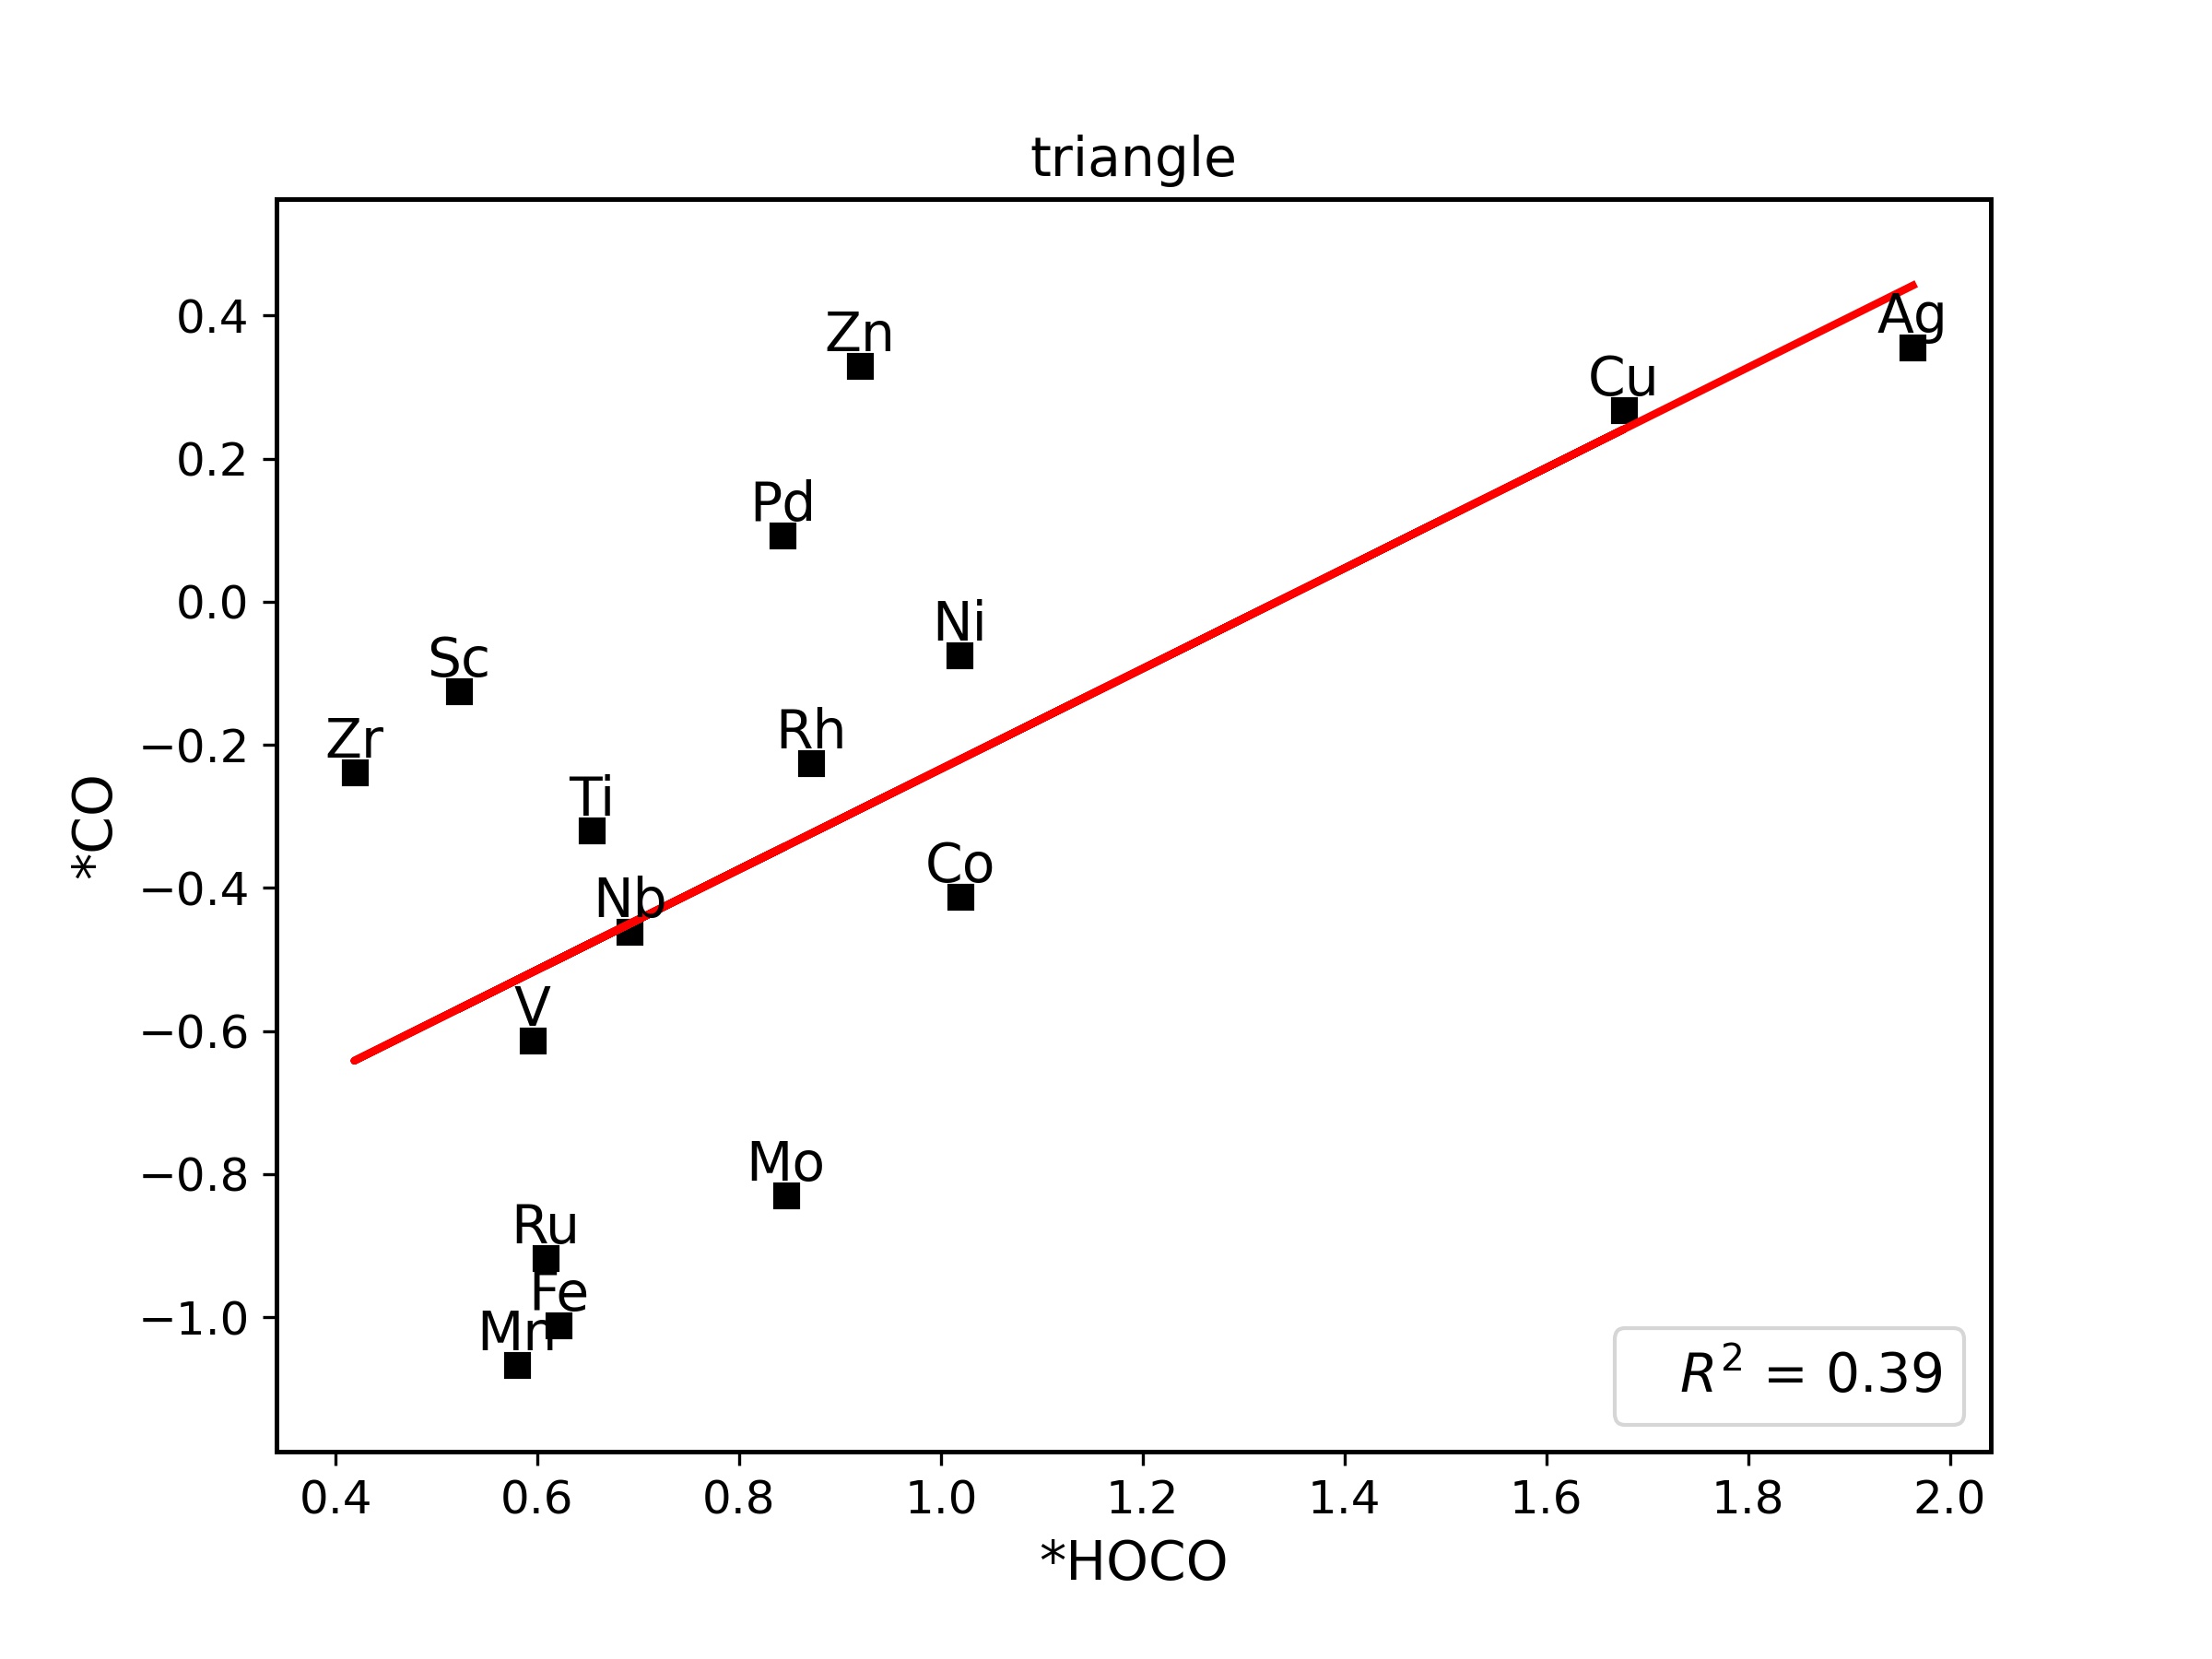 triangle
0.4
0.2
0.0
−0.2
−0.4
−0.6
−0.8
−1.0
*CO
Zn
Ag
Cu
Pd
Ni
Sc
Rh
Zr
Ti
Co
Nb
V
Mo
Ru
Fe
Mn
R² = 0.39
0.4 0.6 0.8 1.0 1.2 1.4 1.6 1.8 2.0
*HOCO